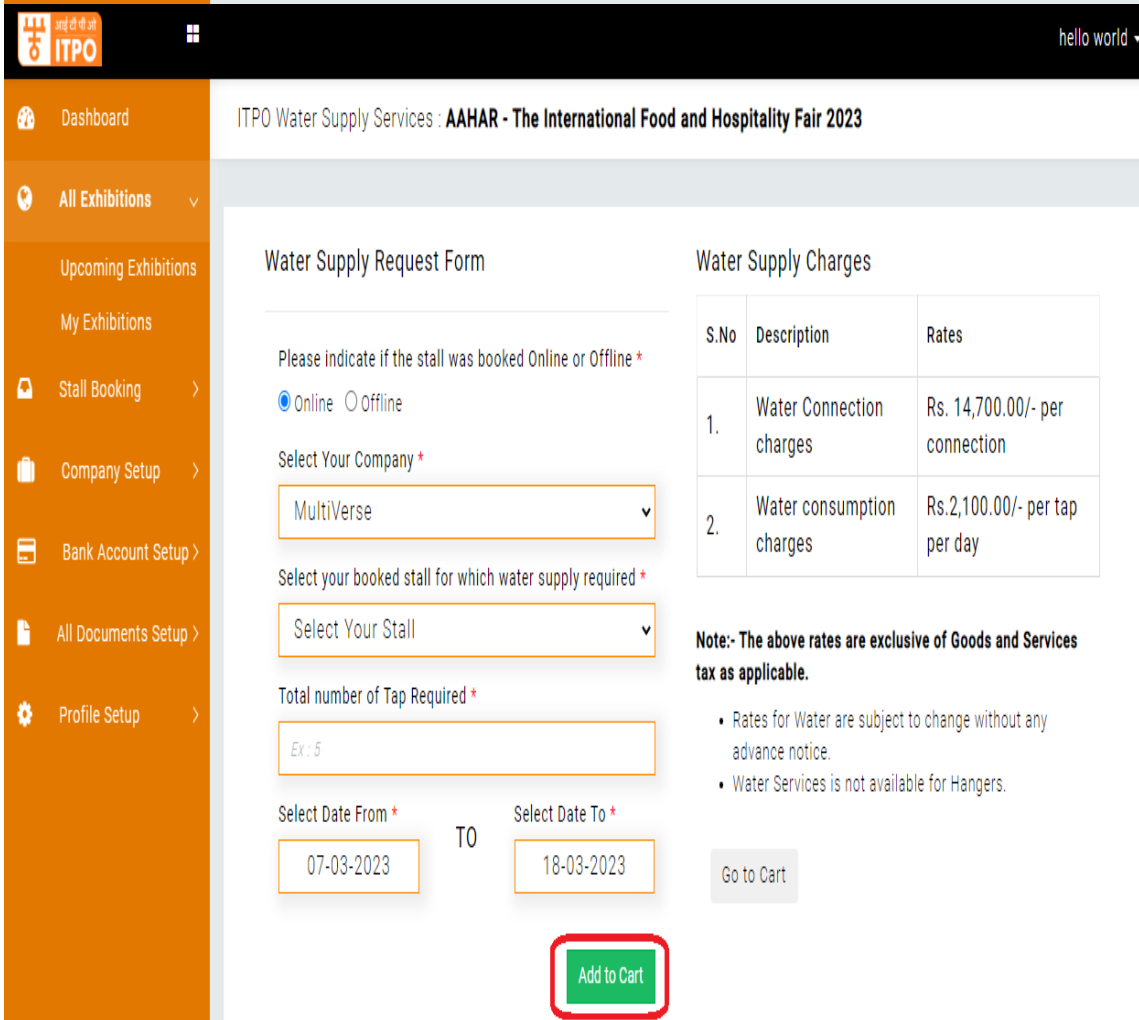 आई टी पी ओ
ITPO
hello world
Dashboard
All Exhibitions
Upcoming Exhibitions
My Exhibitions
Stall Booking
Company Setup
Bank Account Setup
All Documents Setup
Profile Setup
ITPO Water Supply Services : AAHAR - The International Food and Hospitality Fair 2023
Water Supply Request Form
Please indicate if the stall was booked Online or Offline *
Online Offline
Select Your Company *
MultiVerse
Select your booked stall for which water supply required *
Select Your Stall
Total number of Tap Required *
Ex : 5
Select Date From *
TO
Select Date To *
07-03-2023
18-03-2023
Add to Cart
Water Supply Charges
S.No Description Rates
1. Water Connection charges Rs. 14,700.00/- per connection
2. Water consumption charges Rs.2,100.00/- per tap per day
Note:- The above rates are exclusive of Goods and Services
tax as applicable.
• Rates for Water are subject to change without any
advance notice.
• Water Services is not available for Hangers.
Go to Cart